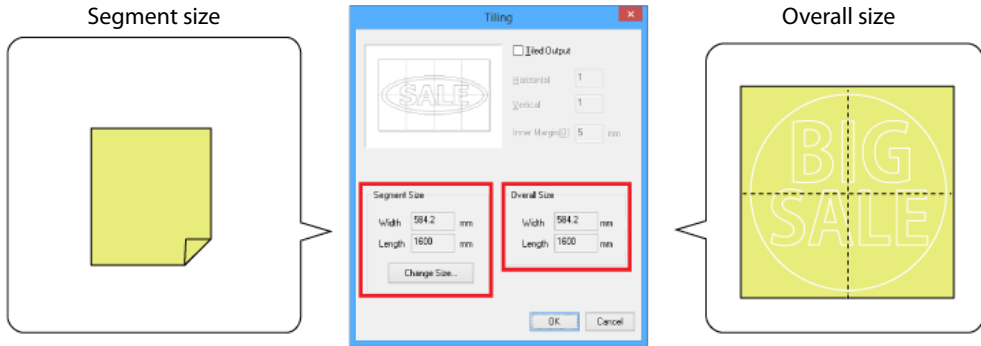 Segment size
Tiling
Overall size
SALE
Tiled Output
Horizontal 1
Vertical 1
Inner Margin(I) 5 mm
Segment Size
Width 584.2 mm
Length 1600 mm
Change Size...
Overall Size
Width 584.2 mm
Length 1600 mm
OK Cancel
BIG
SALE